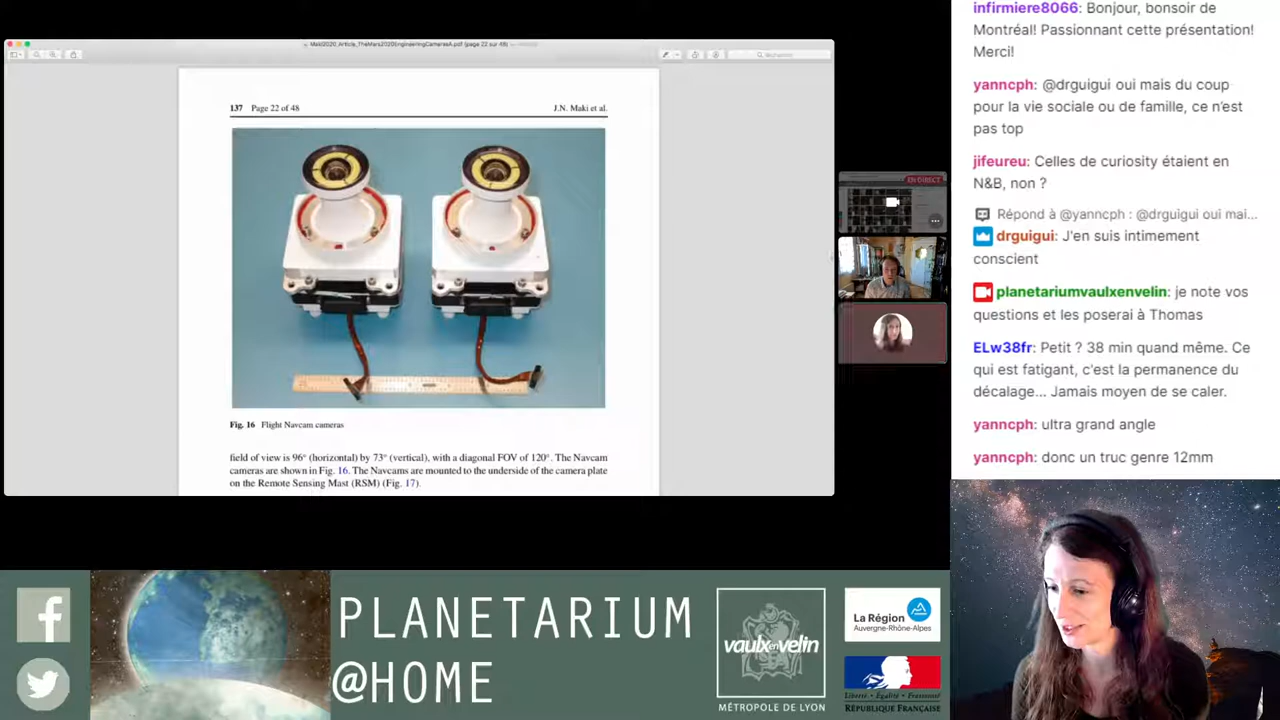 Maki2020_Article_TheMars2020EngineeringCamerasA.pdf (page 22 sur 48)
137 Page 22 of 48
J.N. Maki et al.
Fig. 16 Flight Navcam cameras
field of view is 96° (horizontal) by 73° (vertical), with a diagonal FOV of 120°. The Navcam
cameras are shown in Fig. 16. The Navcams are mounted to the underside of the camera plate
on the Remote Sensing Mast (RSM) (Fig. 17).
EN DIRECT
infirmiere8066: Bonjour, bonsoir de
Montréal! Passionnant cette présentation!
Merci!
yanncph: @drguigui oui mais du coup
pour la vie sociale ou de famille, ce n'est
pas top
jifeureu: Celles de curiosity étaient en
N&B, non ?
Répond à @yanncph : @drguigui oui mai...
drguigui: J'en suis intimement
conscient
planetariumvaulxenvelin: je note vos
questions et les poserai à Thomas
ELw38fr: Petit ? 38 min quand même. Ce
qui est fatigant, c'est la permanence du
décalage... Jamais moyen de se caler.
yanncph: ultra grand angle
yanncph: donc un truc genre 12mm
PLANETARIUM
@HOME
vaulxenvelin
MÉTROPOLE DE LYON
La Région
Auvergne-Rhône-Alpes
Liberté • Égalité • Fraternité
RÉPUBLIQUE FRANÇAISE